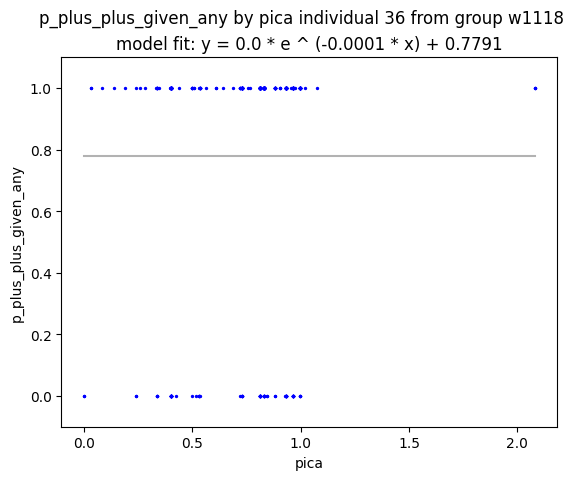 p_plus_plus_given_any by pica individual 36 from group w1118
model fit: y = 0.0 * e ^ (-0.0001 * x) + 0.7791
1.0
0.8
0.6
0.4
0.2
0.0
p_plus_plus_given_any
0.0 0.5 1.0 1.5 2.0
pica